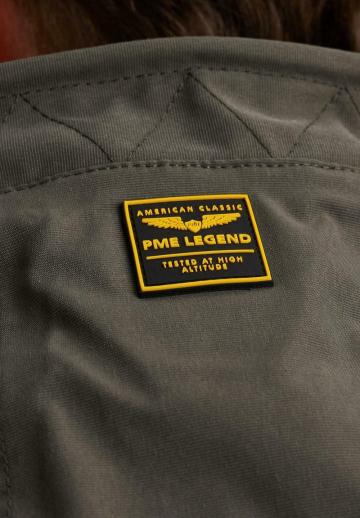 AMERICAN CLASSIC
PME LEGEND
TESTED AT HIGH
ALTITUDE